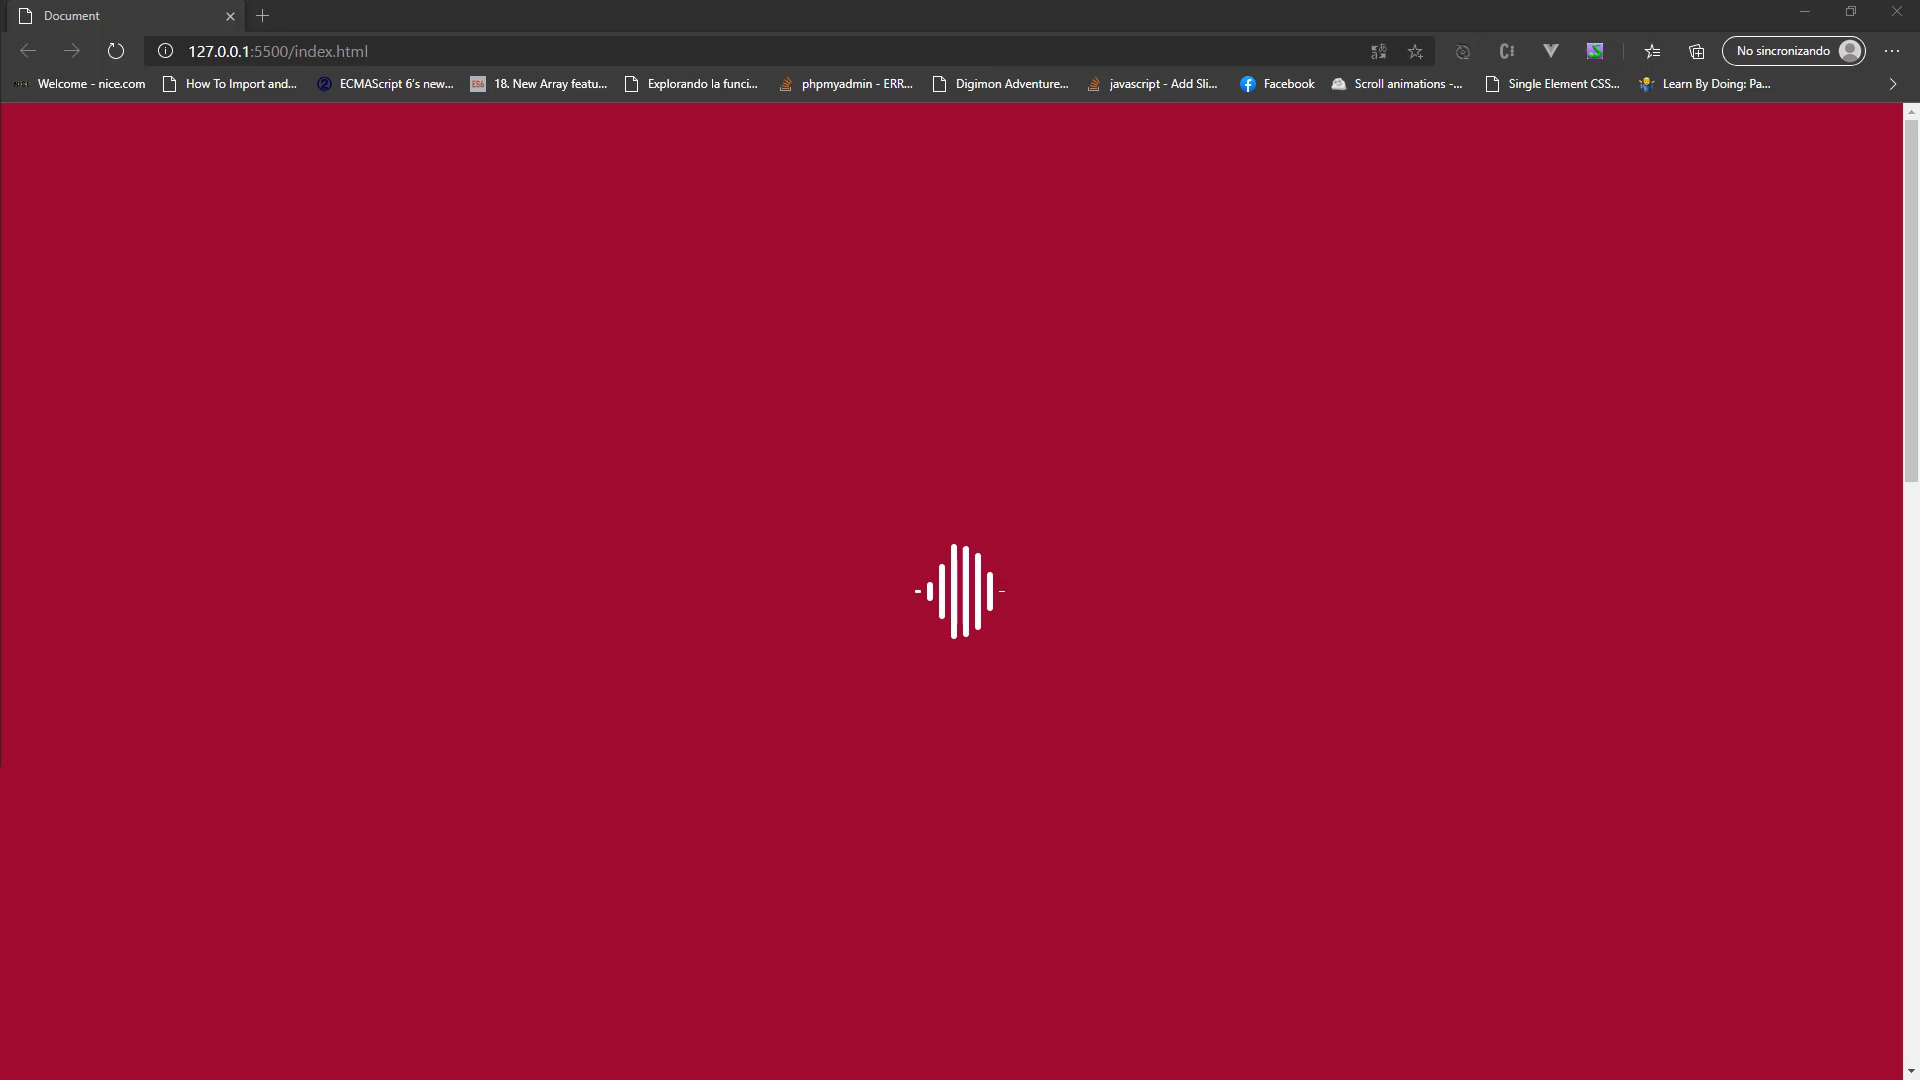 Document
127.0.0.1:5500/index.html
No sincronizando
Welcome - nice.com
How To Import and...
ECMAScript 6's new...
18. New Array featu...
Explorando la funci...
phpmyadmin - ERR...
Digimon Adventure...
javascript - Add Sli...
Facebook
Scroll animations -...
Single Element CSS...
Learn By Doing: Pa...